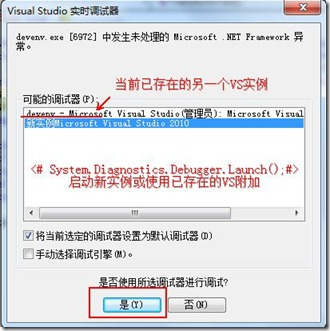 Visual Studio 实时调试器
devenv.exe [6972] 中发生未处理的 Microsoft .NET Framework 异
常。
当前已存在的另一个VS实例
可能的调试器(P):
devenv - Microsoft Visual Studio(管理员): Microsoft Visual
新实例Microsoft Visual Studio 2010
<# System.Diagnostics.Debugger.Launch();#>
启动新实例或使用已存在的VS附加
将当前选定的调试器设置为默认调试器(D)
手动选择调试引擎(M)。
是否使用所选调试器进行调试?
是(Y)
否(N)